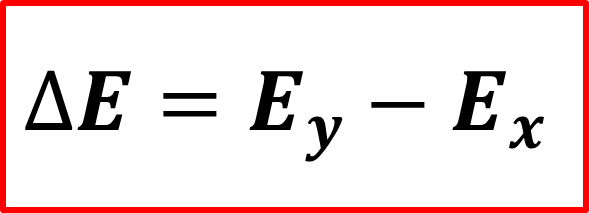 ΔE = E_y − E_x